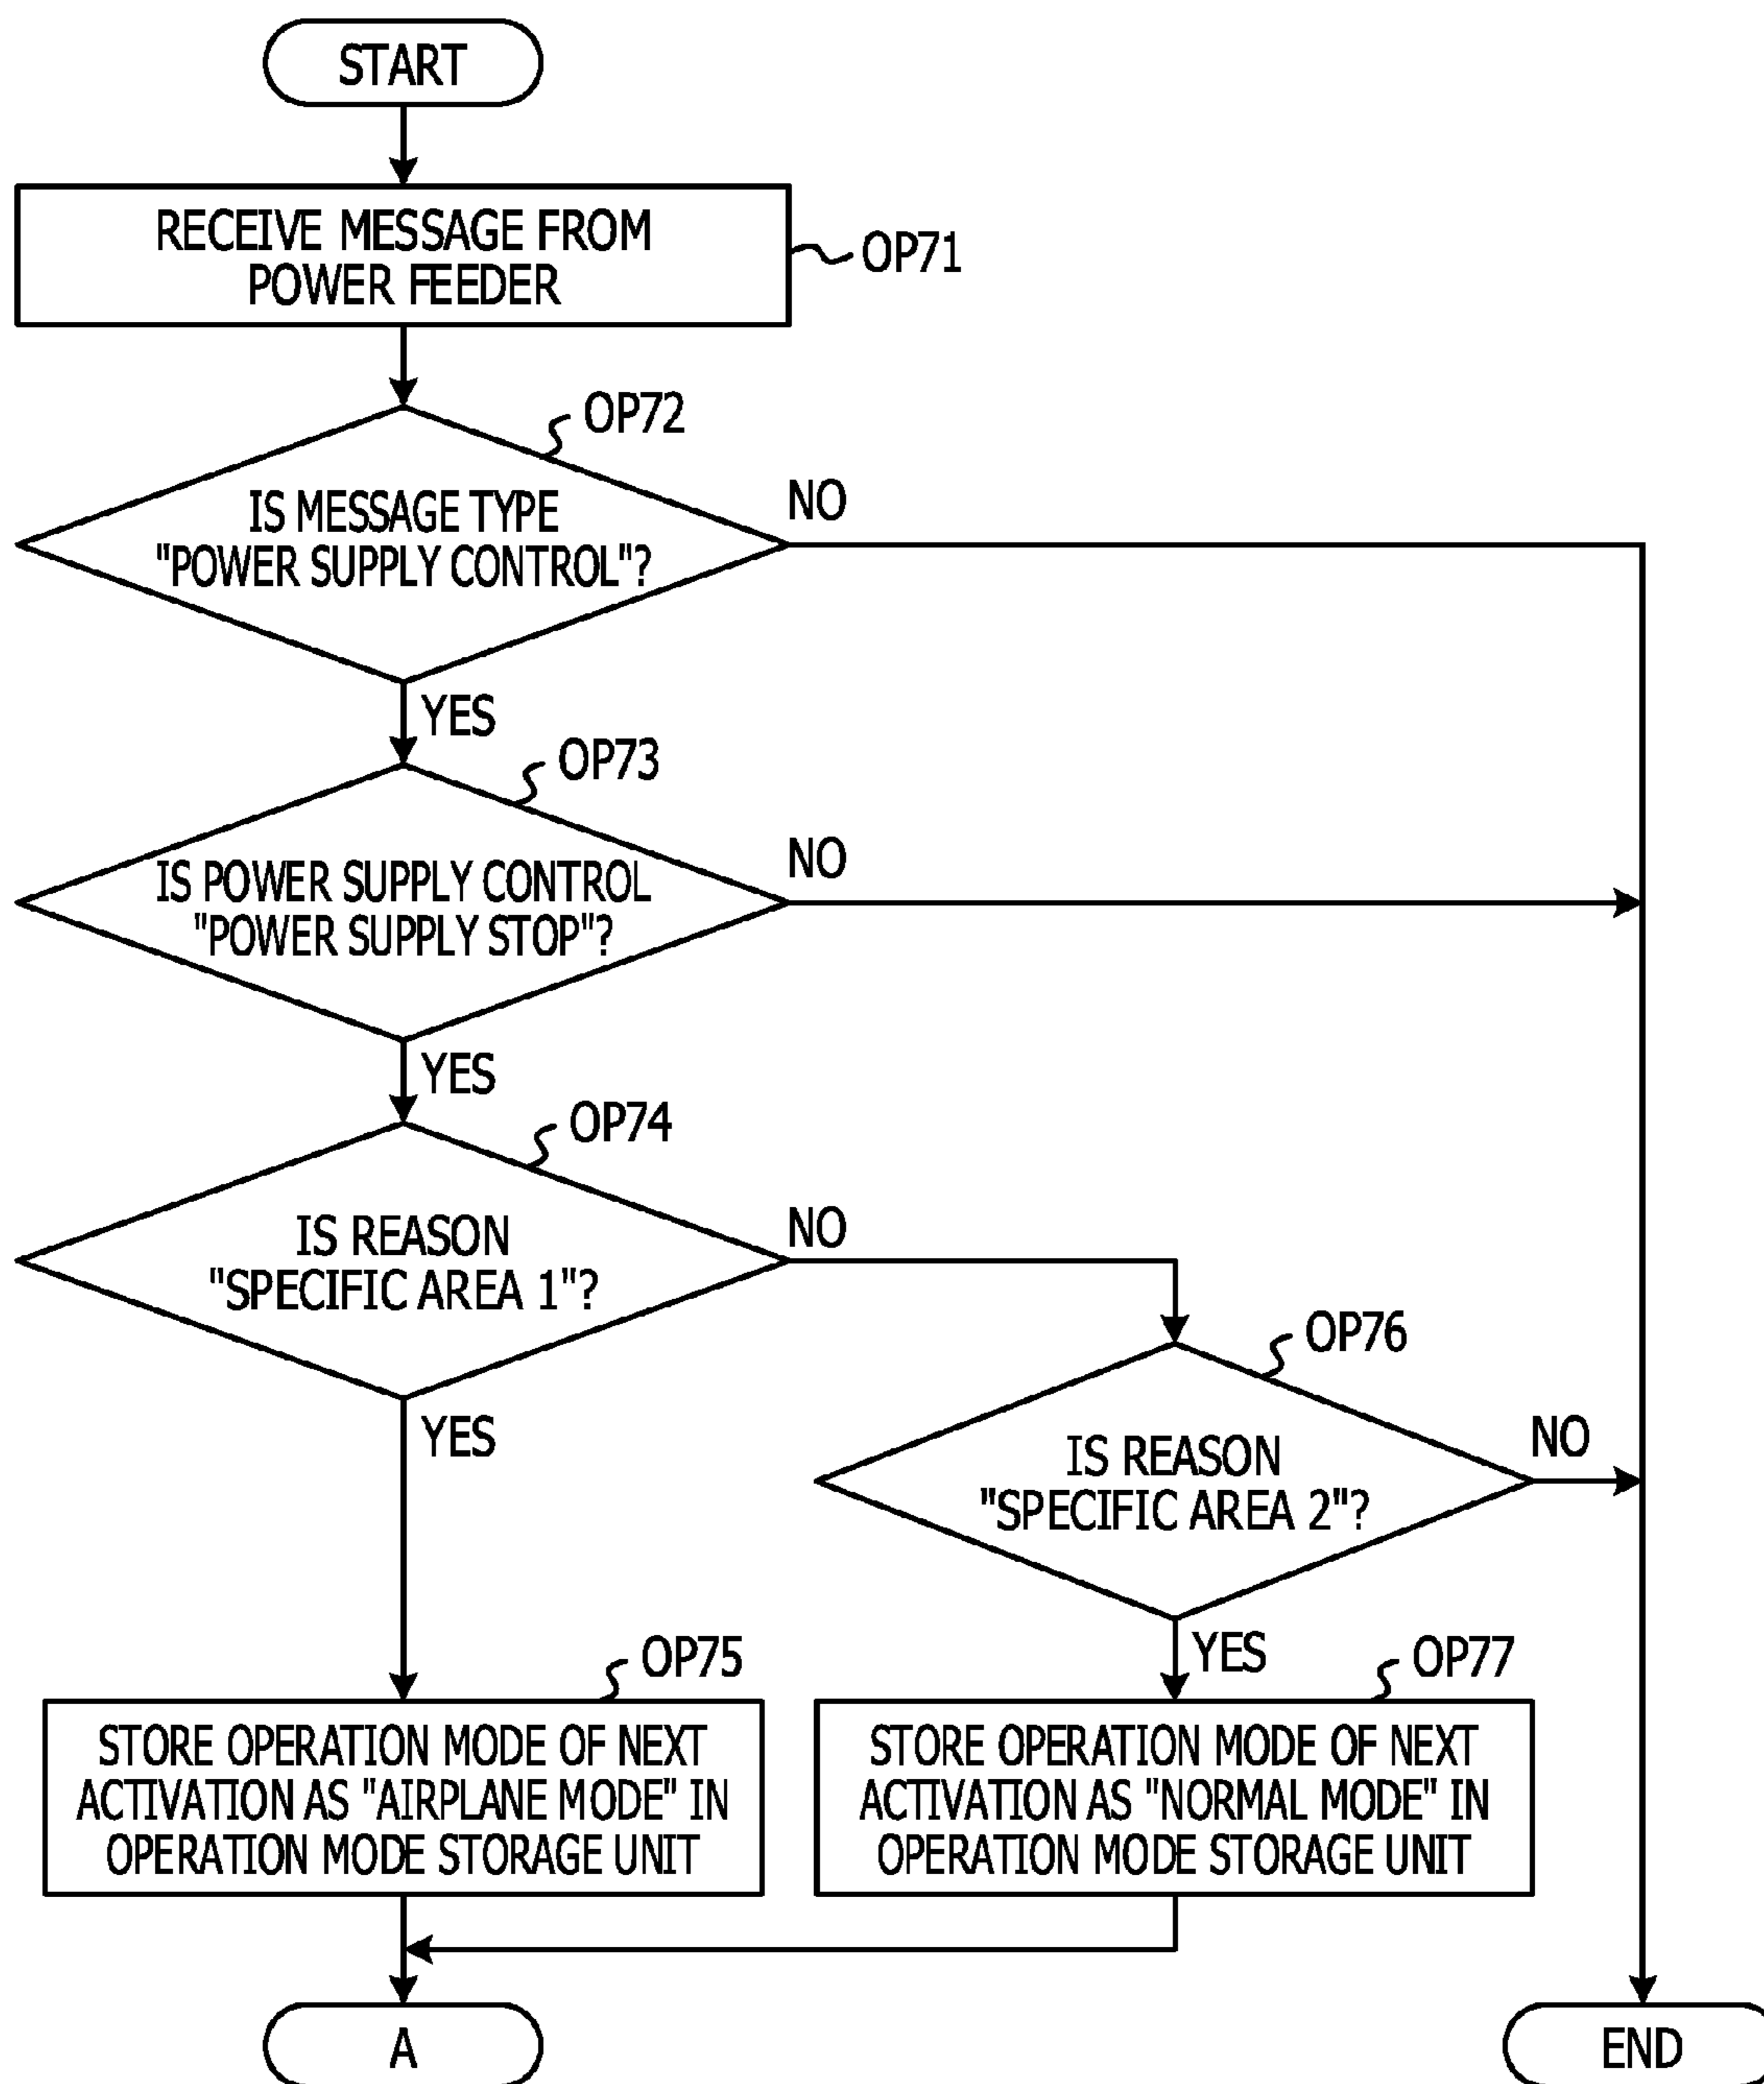 START
RECEIVE MESSAGE FROM
POWER FEEDER
OP71
OP72
IS MESSAGE TYPE
"POWER SUPPLY CONTROL"?
NO
YES
OP73
IS POWER SUPPLY CONTROL
"POWER SUPPLY STOP"?
NO
YES
OP74
IS REASON
"SPECIFIC AREA 1"?
NO
YES
OP76
IS REASON
"SPECIFIC AREA 2"?
NO
YES
OP75
STORE OPERATION MODE OF NEXT
ACTIVATION AS "AIRPLANE MODE" IN
OPERATION MODE STORAGE UNIT
OP77
STORE OPERATION MODE OF NEXT
ACTIVATION AS "NORMAL MODE" IN
OPERATION MODE STORAGE UNIT
A
END